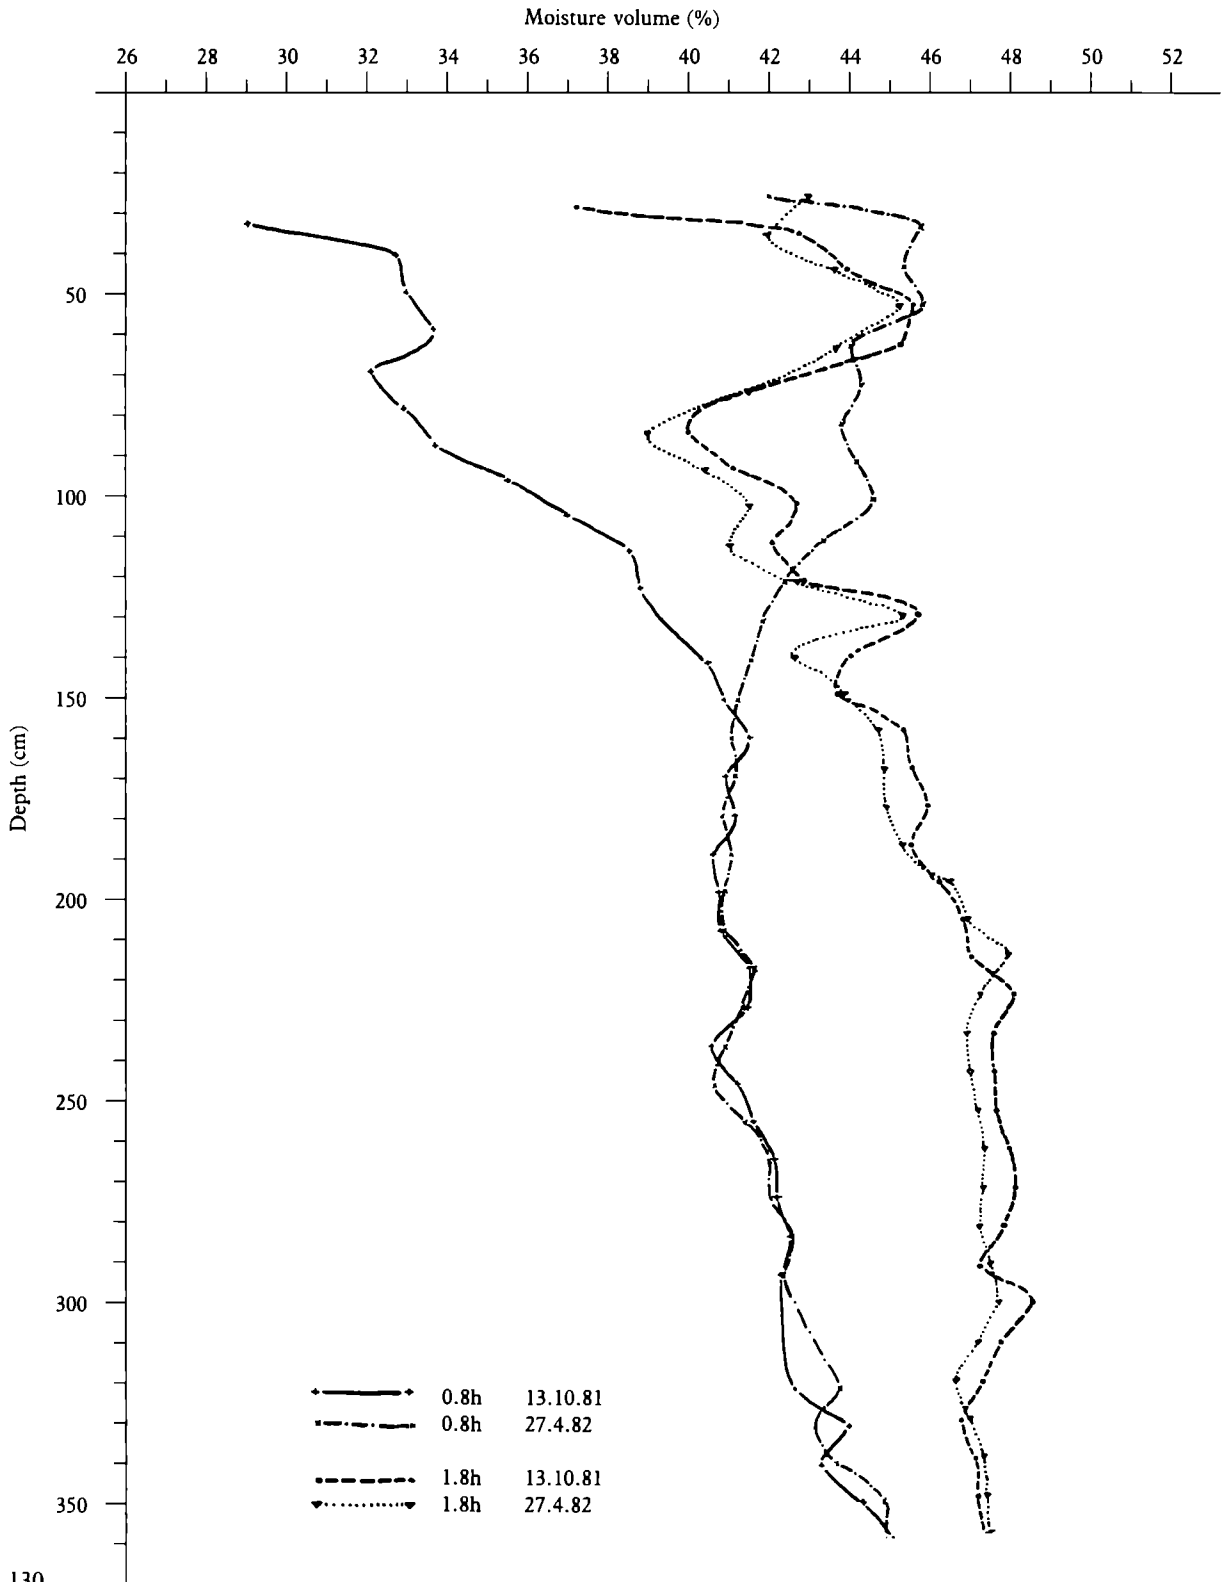 Moisture volume (%)
26 28 30 32 34 36 38 40 42 44 46 48 50 52
50
100
150
200
250
300
350
Depth (cm)
0.8h 13.10.81
0.8h 27.4.82
1.8h 13.10.81
1.8h 27.4.82
130